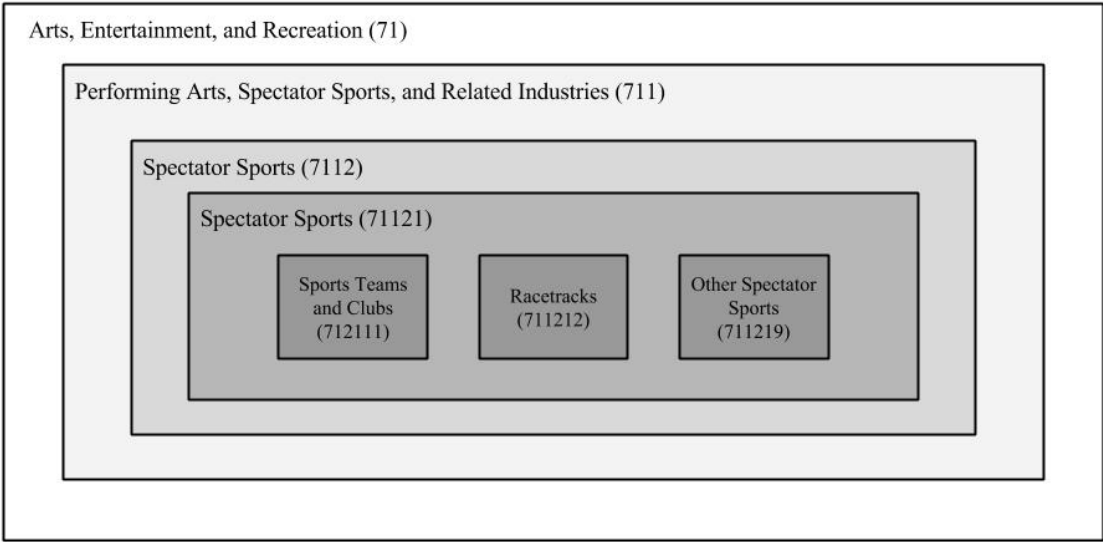 Arts, Entertainment, and Recreation (71)
Performing Arts, Spectator Sports, and Related Industries (711)
Spectator Sports (7112)
Spectator Sports (71121)
Sports Teams
and Clubs
(712111)
Racetracks
(711212)
Other Spectator
Sports
(711219)